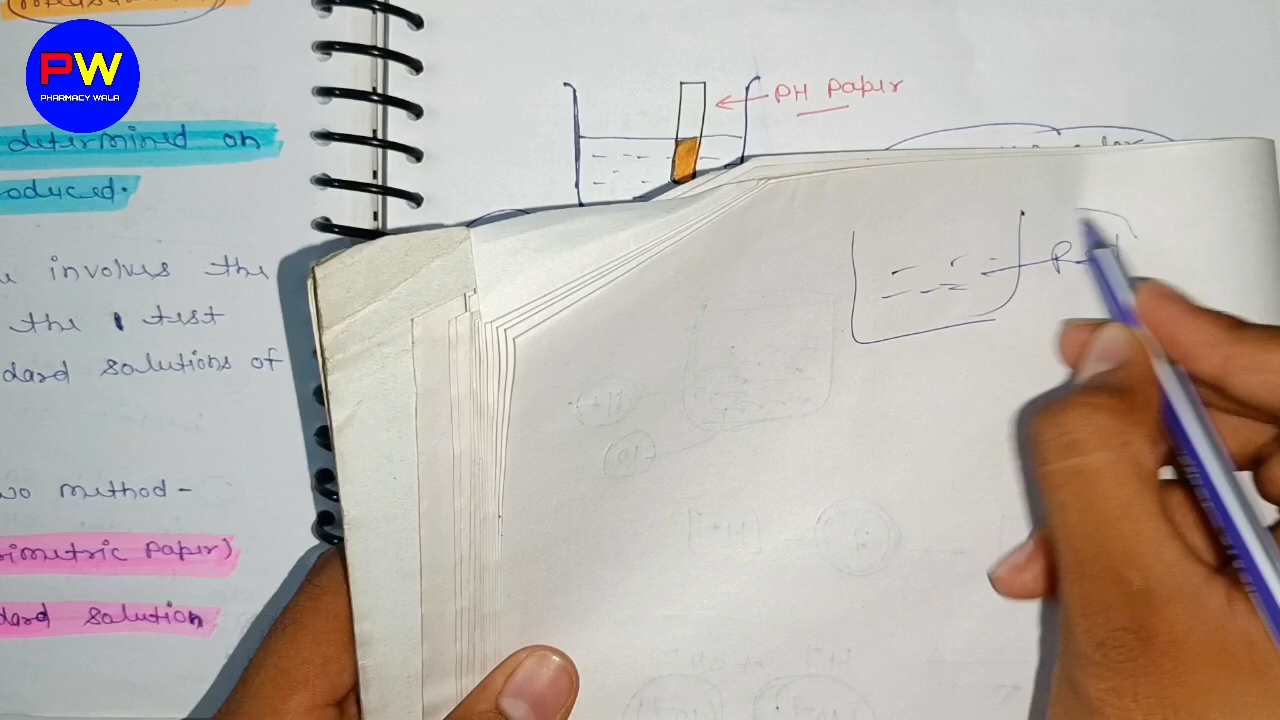 PW
PHARMACY WALA
determined on
oduced.
PH Paper
involves the
the test
dard solutions of
wo method -
rimetric paper)
dard solution